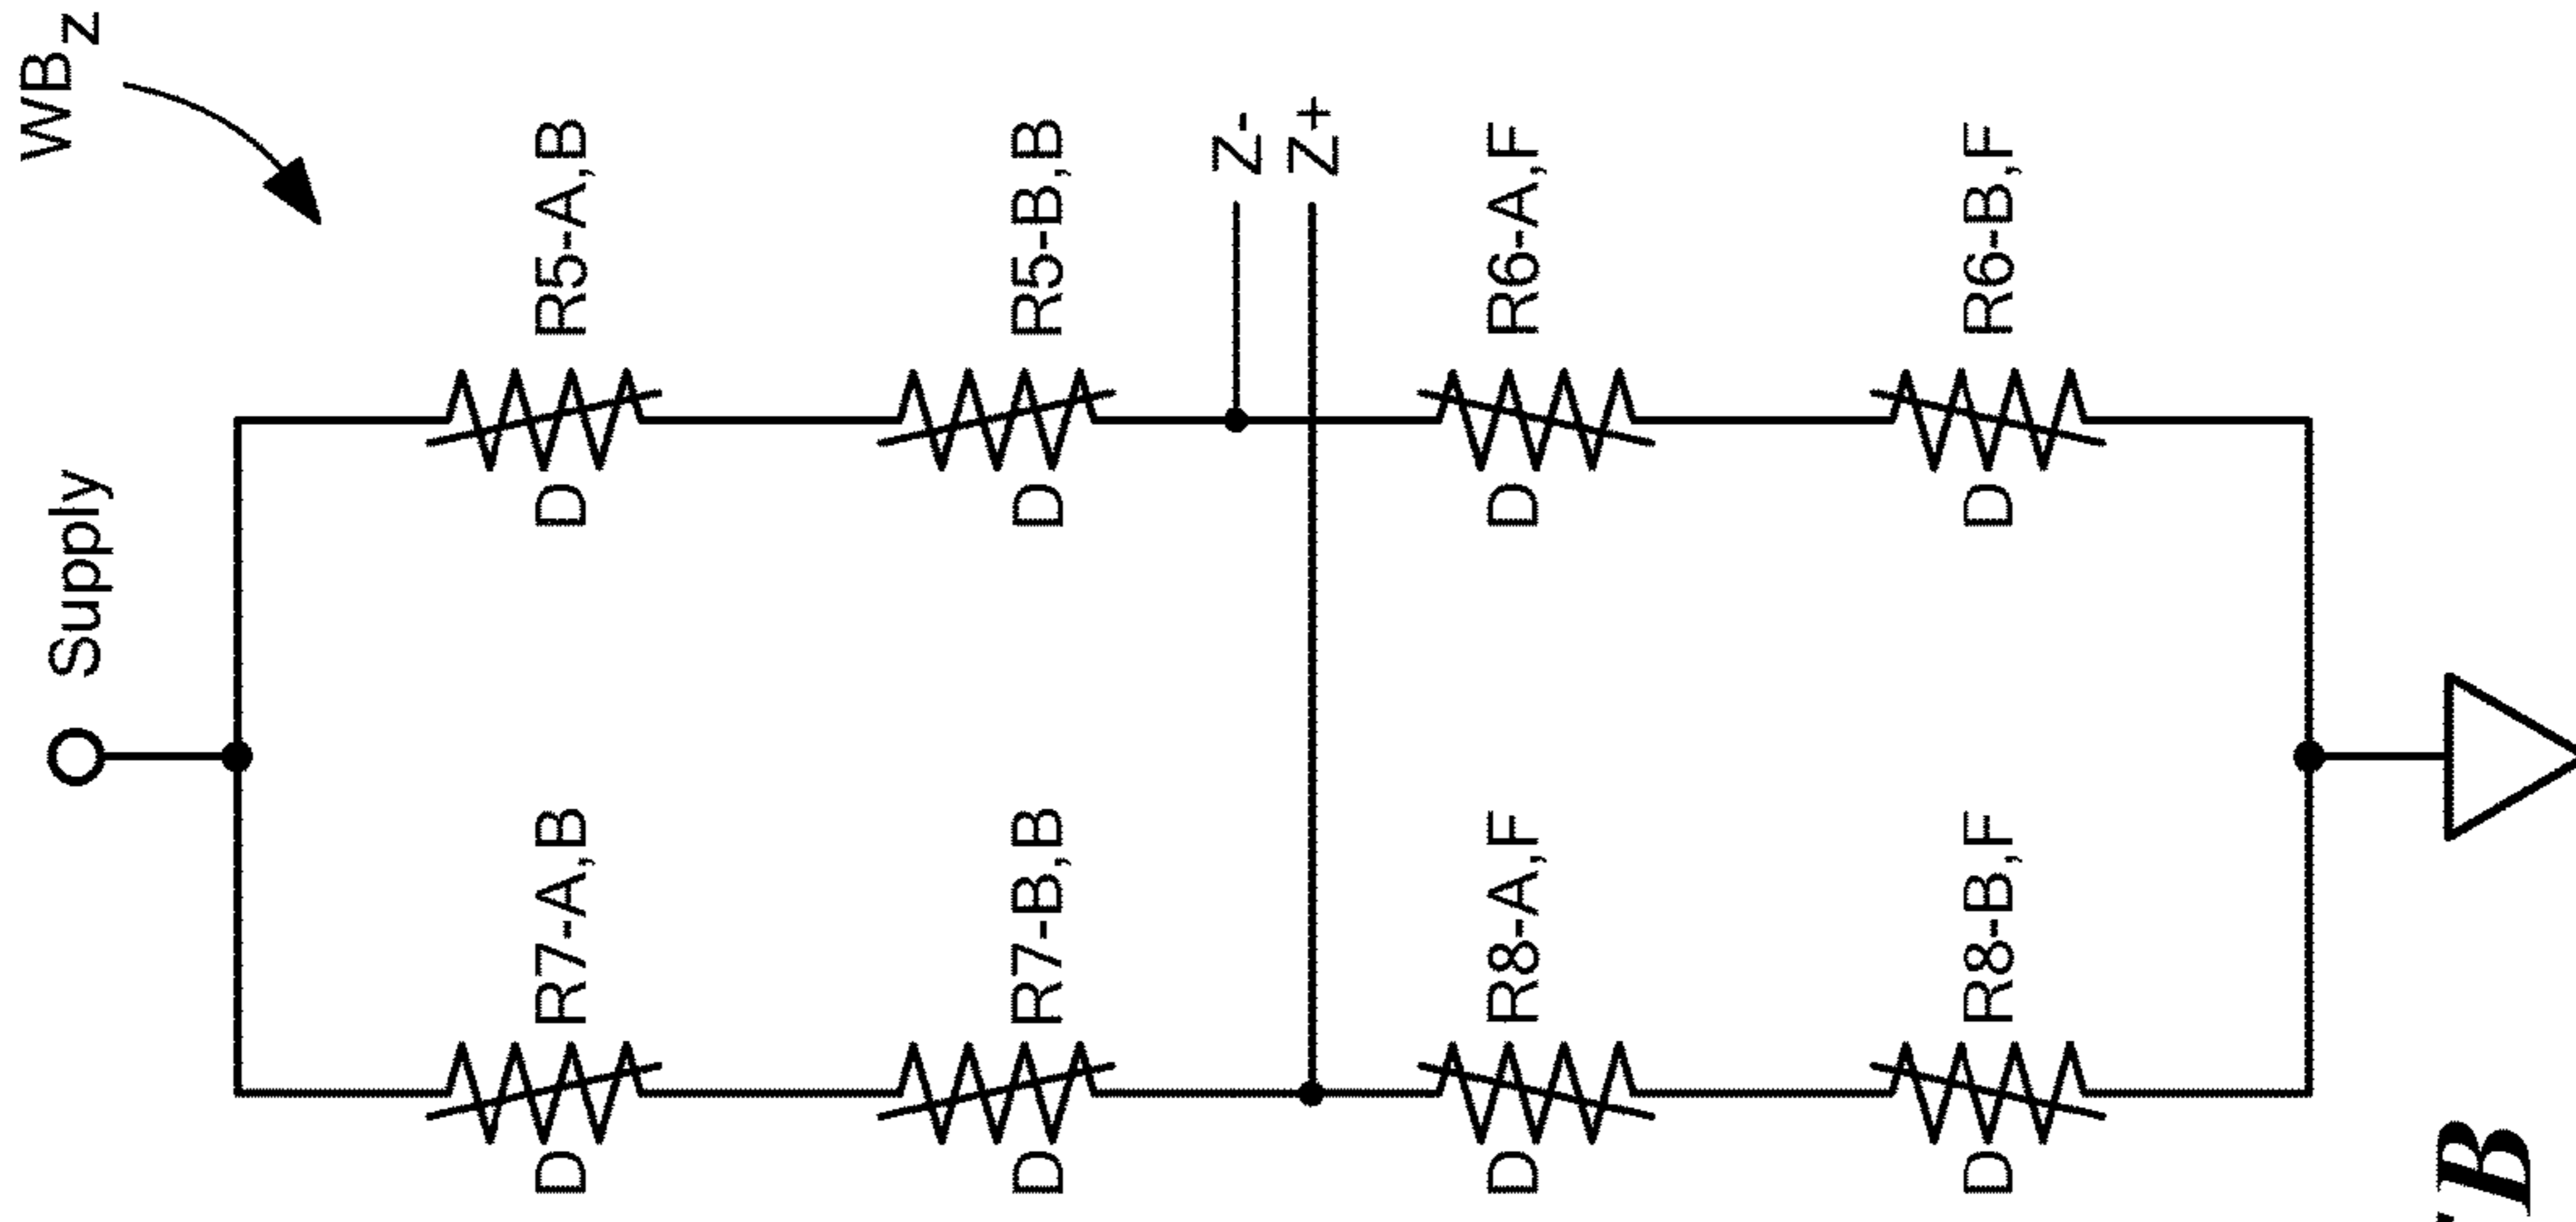 WBZ
Supply
D R7-A,B
D R5-A,B
D R7-B,B
D R5-B,B
Z-
Z+
D R8-A,F
D R6-A,F
D R8-B,F
D R6-B,F
B